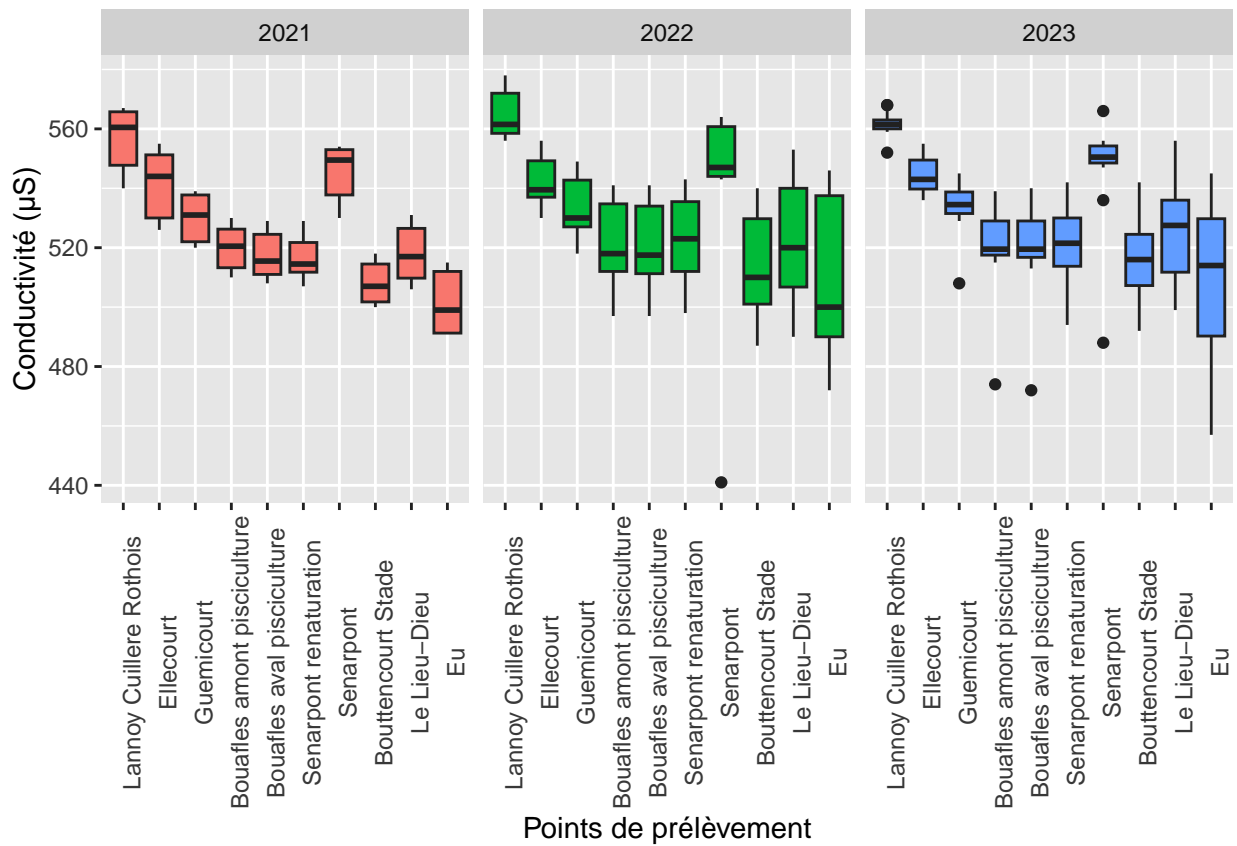 2021
2022
2023
Conductivité (µS)
560
520
480
440
Lannoy Cuillere Rothois
Ellecourt
Guemicourt
Bouafles amont pisciculture
Bouafles aval pisciculture
Senarpont renaturation
Senarpont
Bouttencourt Stade
Le Lieu−Dieu
Eu
Lannoy Cuillere Rothois
Ellecourt
Guemicourt
Bouafles amont pisciculture
Bouafles aval pisciculture
Senarpont renaturation
Senarpont
Bouttencourt Stade
Le Lieu−Dieu
Eu
Lannoy Cuillere Rothois
Ellecourt
Guemicourt
Bouafles amont pisciculture
Bouafles aval pisciculture
Senarpont renaturation
Senarpont
Bouttencourt Stade
Le Lieu−Dieu
Eu
Points de prélèvement